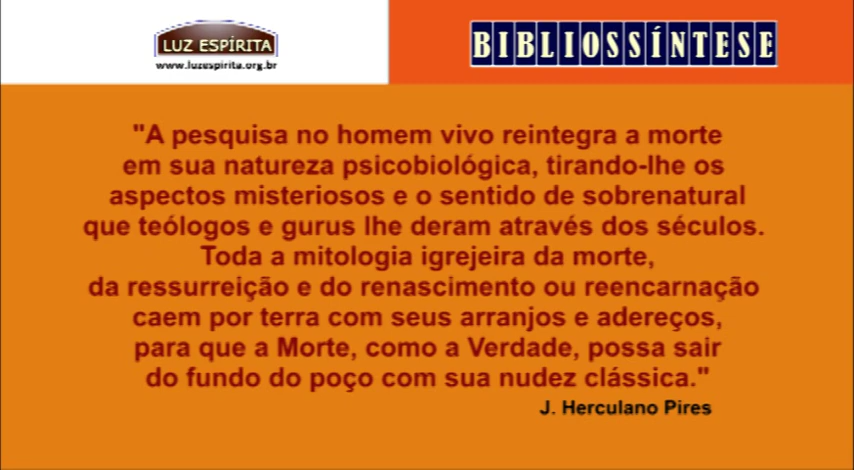 LUZ ESPÍRITA
www.luzespirita.org.br
BIBLIOSSÍNTESE
"A pesquisa no homem vivo reintegra a morte
em sua natureza psicobiológica, tirando-lhe os
aspectos misteriosos e o sentido de sobrenatural
que teólogos e gurus lhe deram através dos séculos.
Toda a mitologia igrejeira da morte,
da ressurreição e do renascimento ou reencarnação
caem por terra com seus arranjos e adereços,
para que a Morte, como a Verdade, possa sair
do fundo do poço com sua nudez clássica."
J. Herculano Pires